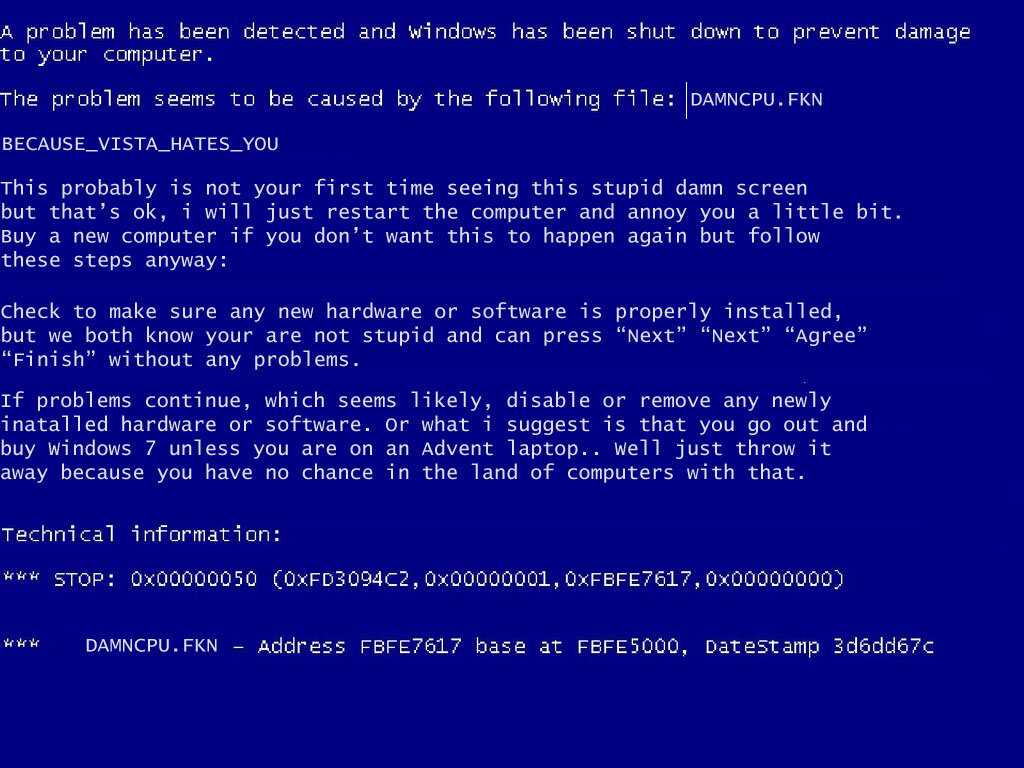 A problem has been detected and Windows has been shut down to prevent damage
to your computer.
The problem seems to be caused by the following file: DAMNCPU.FKN
BECAUSE_VISTA_HATES_YOU
This probably is not your first time seeing this stupid damn screen
but that’s ok, i will just restart the computer and annoy you a little bit.
Buy a new computer if you don’t want this to happen again but follow
these steps anyway:
Check to make sure any new hardware or software is properly installed,
but we both know your are not stupid and can press “Next” “Next” “Agree”
“Finish” without any problems.
If problems continue, which seems likely, disable or remove any newly
inatalled hardware or software. Or what i suggest is that you go out and
buy Windows 7 unless you are on an Advent laptop.. Well just throw it
away because you have no chance in the land of computers with that.
Technical information:
*** STOP: 0x00000050 (0xFD3094C2,0x00000001,0xFBFE7617,0x00000000)
*** DAMNCPU.FKN – Address FBFE7617 base at FBFE5000, DateStamp 3d6dd67c